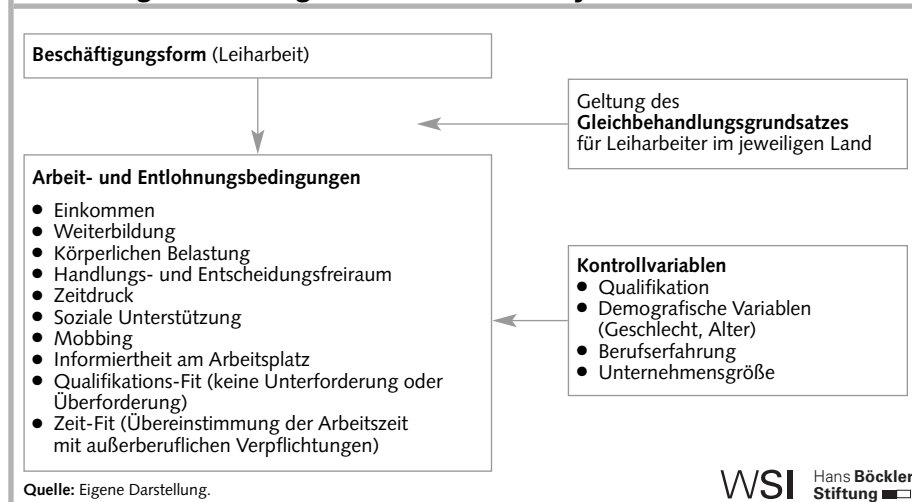 Beschäftigungsform (Leiharbeit)
Geltung des
Gleichbehandlungsgrundsatzes
für Leiharbeiter im jeweiligen Land
Arbeit- und Entlohnungsbedingungen
● Einkommen
● Weiterbildung
● Körperlichen Belastung
● Handlungs- und Entscheidungsfreiraum
● Zeitdruck
● Soziale Unterstützung
● Mobbing
● Informiertheit am Arbeitsplatz
● Qualifikations-Fit (keine Unterforderung oder
Überforderung)
● Zeit-Fit (Übereinstimmung der Arbeitszeit
mit außerberuflichen Verpflichtungen)
Kontrollvariablen
● Qualifikation
● Demografische Variablen
(Geschlecht, Alter)
● Berufserfahrung
● Unternehmensgröße
Quelle: Eigene Darstellung.
WSI
Hans Böckler
Stiftung